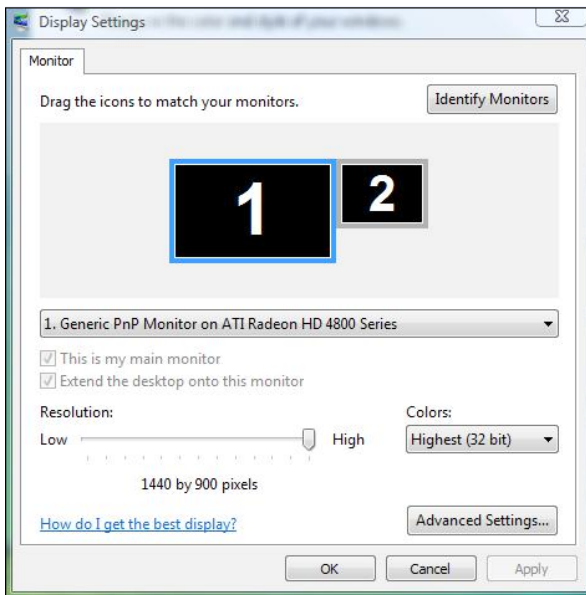 Display Settings
Monitor
Drag the icons to match your monitors.
Identify Monitors
1
2
1. Generic PnP Monitor on ATI Radeon HD 4800 Series
This is my main monitor
Extend the desktop onto this monitor
Resolution:
Colors:
Low
High
Highest (32 bit)
1440 by 900 pixels
How do I get the best display?
Advanced Settings...
OK
Cancel
Apply